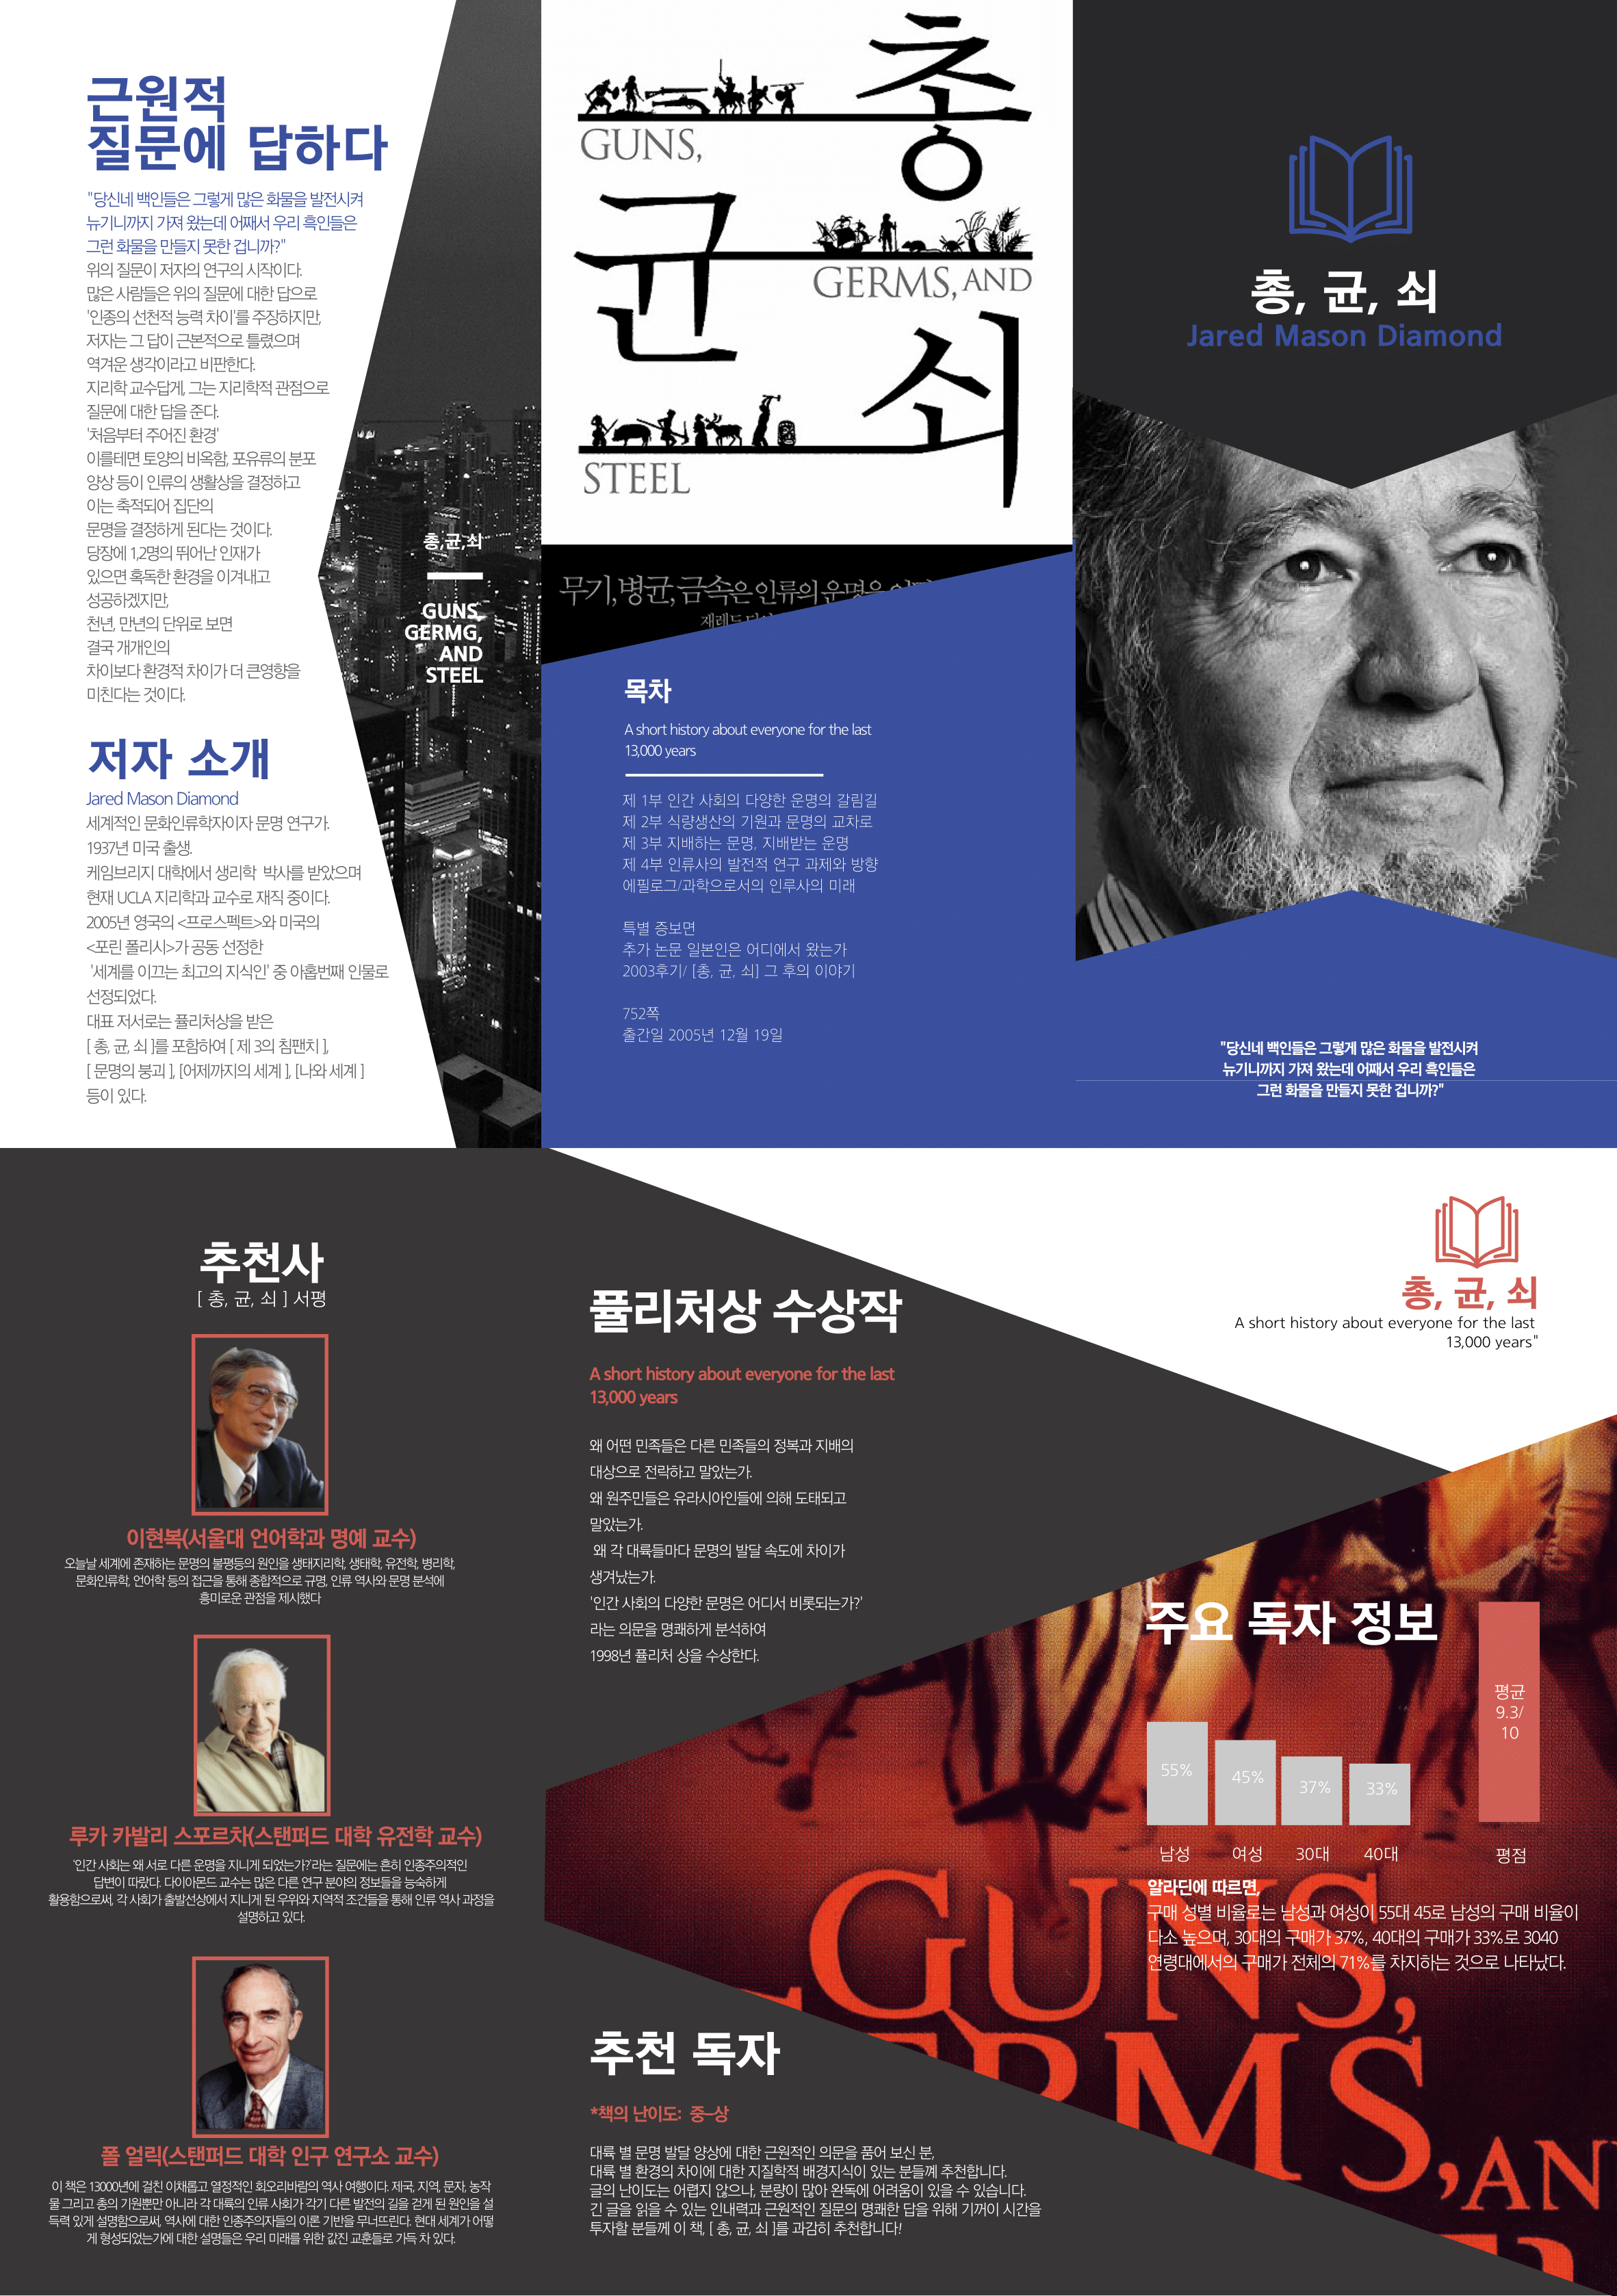 근원적
질문에 답하다
"당신네 백인들은 그렇게 많은 화물을 발전시켜
뉴기니까지 가져 왔는데 어째서 우리 흑인들은
그런 화물을 만들지 못한 겁니까?"
위의 질문이 저자의 연구의 시작이다.
많은 사람들은 위의 질문에 대한 답으로
'인종의 선천적 능력 차이'를 주장하지만,
저자는 그 답이 근본적으로 틀렸으며
역겨운 생각이라고 비판한다.
지리학 교수답게, 그는 지리학적 관점으로
질문에 대한 답을 준다.
'처음부터 주어진 환경'
이를테면 토양의 비옥함, 포유류의 분포
양상 등이 인류의 생활상을 결정하고
이는 축적되어 집단의
문명을 결정하게 된다는 것이다.
당장에 1,2명의 뛰어난 인재가
있으면 혹독한 환경을 이겨내고
성공하겠지만,
천년, 만년의 단위로 보면
결국 개개인의
차이보다 환경적 차이가 더 큰영향을
미친다는 것이다.
저자 소개
Jared Mason Diamond
세계적인 문화인류학자이자 문명 연구가.
1937년 미국 출생.
케임브리지 대학에서 생리학 박사를 받았으며
현재 UCLA 지리학과 교수로 재직 중이다.
2005년 영국의 <프로스펙트>와 미국의
<포린 폴리시>가 공동 선정한
'세계를 이끄는 최고의 지식인' 중 아홉번째 인물로
선정되었다.
대표 저서로는 퓰리처상을 받은
[ 총, 균, 쇠 ]를 포함하여 [ 제 3의 침팬치 ],
[ 문명의 붕괴 ], [어제까지의 세계 ], [나와 세계 ]
등이 있다.
총,균,쇠
GUNS,
GERMG,
AND
STEEL
총
GUNS,
균
GERMS, AND
쇠
STEEL
무기, 병균, 금속은 인류의 운명을
재레드
목차
A short history about everyone for the last
13,000 years
제 1부 인간 사회의 다양한 운명의 갈림길
제 2부 식량생산의 기원과 문명의 교차로
제 3부 지배하는 문명, 지배받는 운명
제 4부 인류사의 발전적 연구 과제와 방향
에필로그/과학으로서의 인루사의 미래
특별 증보면
추가 논문 일본인은 어디에서 왔는가
2003후기/ [총, 균, 쇠] 그 후의 이야기
752쪽
출간일 2005년 12월 19일
총, 균, 쇠
Jared Mason Diamond
"당신네 백인들은 그렇게 많은 화물을 발전시켜
뉴기니까지 가져 왔는데 어째서 우리 흑인들은
그런 화물을 만들지 못한 겁니까?"
추천사
[ 총, 균, 쇠 ] 서평
이현복(서울대 언어학과 명예 교수)
오늘날 세계에 존재하는 문명의 불평등의 원인을 생태지리학, 생태학, 유전학, 병리학,
문화인류학, 언어학 등의 접근을 통해 종합적으로 규명, 인류 역사와 문명 분석에
흥미로운 관점을 제시했다
루카 카발리 스포르차(스탠퍼드 대학 유전학 교수)
'인간 사회는 왜 서로 다른 운명을 지니게 되었는가?'라는 질문에는 흔히 인종주의적인
답변이 따랐다. 다이아몬드 교수는 많은 다른 연구 분야의 정보들을 능숙하게
활용함으로써, 각 사회가 출발선상에서 지니게 된 우위와 지역적 조건들을 통해 인류 역사 과정을
설명하고 있다.
폴 얼릭(스탠퍼드 대학 인구 연구소 교수)
이 책은 13000년에 걸친 이채롭고 열정적인 회오리바람의 역사 여행이다. 제국, 지역, 문자, 농작
물 그리고 총의 기원뿐만 아니라 각 대륙의 인류 사회가 각기 다른 발전의 길을 걷게 된 원인을 설
득력 있게 설명함으로써, 역사에 대한 인종주의자들의 이론 기반을 무너뜨린다. 현대 세계가 어떻
게 형성되었는가에 대한 설명들은 우리 미래를 위한 값진 교훈들로 가득 차 있다.
퓰리처상 수상작
A short history about everyone for the last
13,000 years
왜 어떤 민족들은 다른 민족들의 정복과 지배의
대상으로 전락하고 말았는가.
왜 원주민들은 유라시아인들에 의해 도태되고
말았는가.
왜 각 대륙들마다 문명의 발달 속도에 차이가
생겨났는가.
'인간 사회의 다양한 문명은 어디서 비롯되는가?'
라는 의문을 명쾌하게 분석하여
1998년 퓰리처 상을 수상한다.
추천 독자
*책의 난이도: 중-상
대륙 별 문명 발달 양상에 대한 근원적인 의문을 품어 보신 분,
대륙 별 환경의 차이에 대한 지질학적 배경지식이 있는 분들께 추천합니다.
글의 난이도는 어렵지 않으나, 분량이 많아 완독에 어려움이 있을 수 있습니다.
긴 글을 읽을 수 있는 인내력과 근원적인 질문의 명쾌한 답을 위해 기꺼이 시간을
투자할 분들께 이 책, [ 총, 균, 쇠 ]를 과감히 추천합니다!
총, 균, 쇠
A short history about everyone for the last
13,000 years"
주요 독자 정보
55%
45%
37%
33%
평균
9.3/
10
남성
여성
30대
40대
평점
알라딘에 따르면,
구매 성별 비율로는 남성과 여성이 55대 45로 남성의 구매 비율이
다소 높으며, 30대의 구매가 37%, 40대의 구매가 33%로 3040
연령대에서의 구매가 전체의 71%를 차지하는 것으로 나타났다.
GUNS,
ERMS, AN